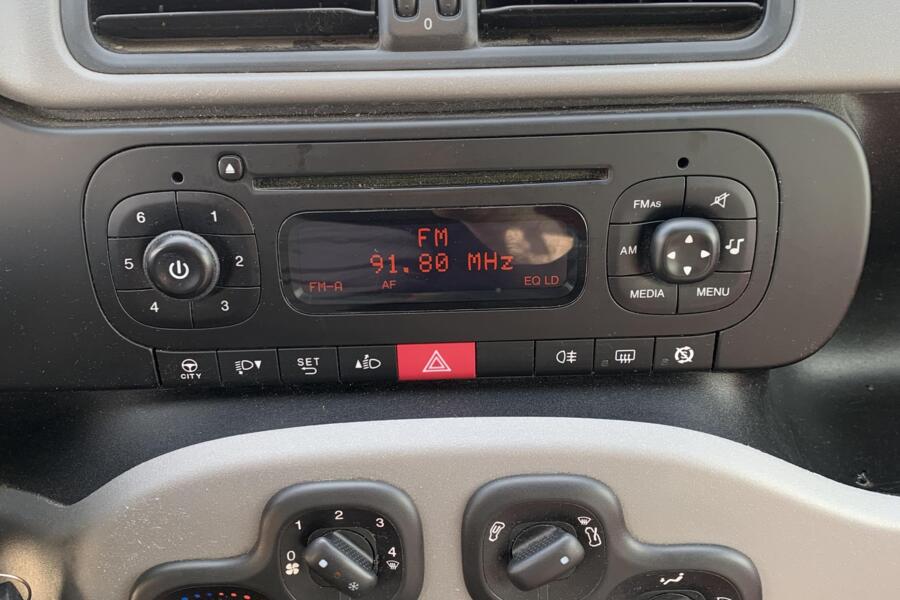 0
6 1
5 2
4 3
FM
91.80 MHz
FM-A AF EQ LD
FMAS
AM
MEDIA MENU
CITY
SET
0 1 2 3 4